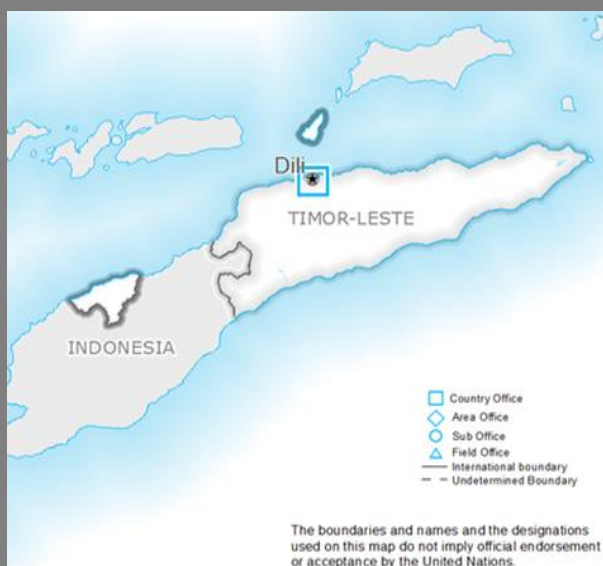 Dili
TIMOR-LESTE
INDONESIA
Country Office
Area Office
Sub Office
Field Office
International boundary
Undetermined Boundary
The boundaries and names and the designations
used on this map do not imply official endorsement
or acceptance by the United Nations.